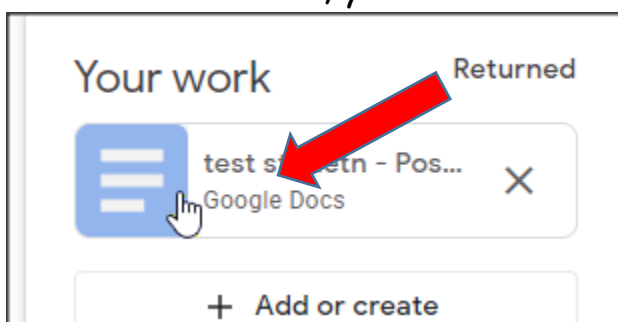 Your work
Returned
test - Pos...
Google Docs
+ Add or create